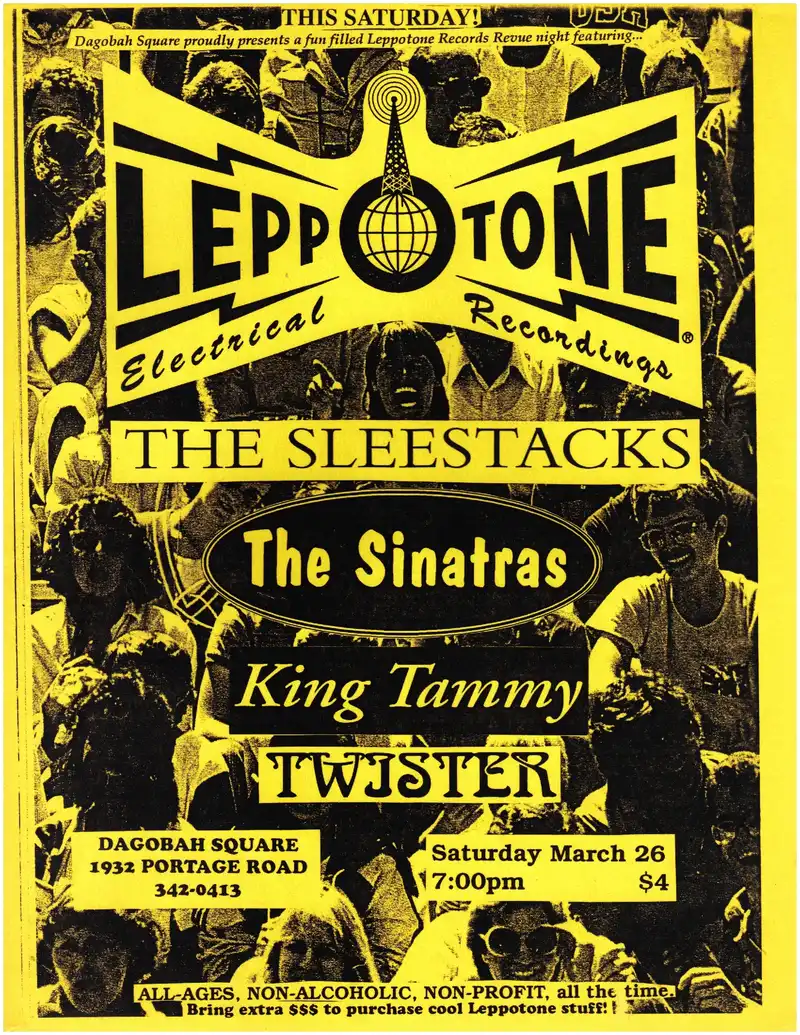 THIS SATURDAY!
USA
Dagobah Square proudly presents a fun filled Leppotone Records Revue night featuring...
LEPPOTONE
Electrical Recordings®
THE SLEESTACKS
The Sinatras
King Tammy
TWISTER
DAGOBAH SQUARE
1932 PORTAGE ROAD
342-0413
Saturday March 26
7:00pm $4
ALL-AGES, NON-ALCOHOLIC, NON-PROFIT, all the time.
Bring extra $$$ to purchase cool Leppotone stuff!!